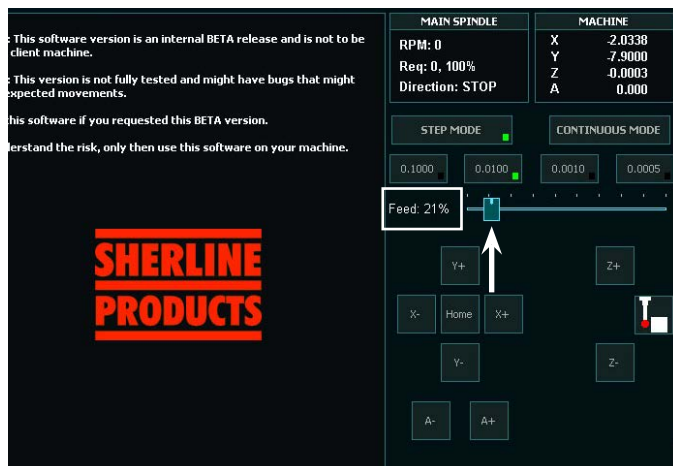 : This software version is an internal BETA release and is not to be
client machine.
: This version is not fully tested and might have bugs that might
expected movements.
this software if you requested this BETA version.
derstand the risk, only then use this software on your machine.
SHERLINE
PRODUCTS
MAIN SPINDLE
RPM: 0
Req: 0, 100%
Direction: STOP
MACHINE
X -2.0338
Y -7.9000
Z -0.0003
A 0.000
STEP MODE
CONTINUOUS MODE
0.1000 0.0100 0.0010 0.0005
Feed: 21%
Y+ Z+
X- Home X+
Y- Z-
A- A+